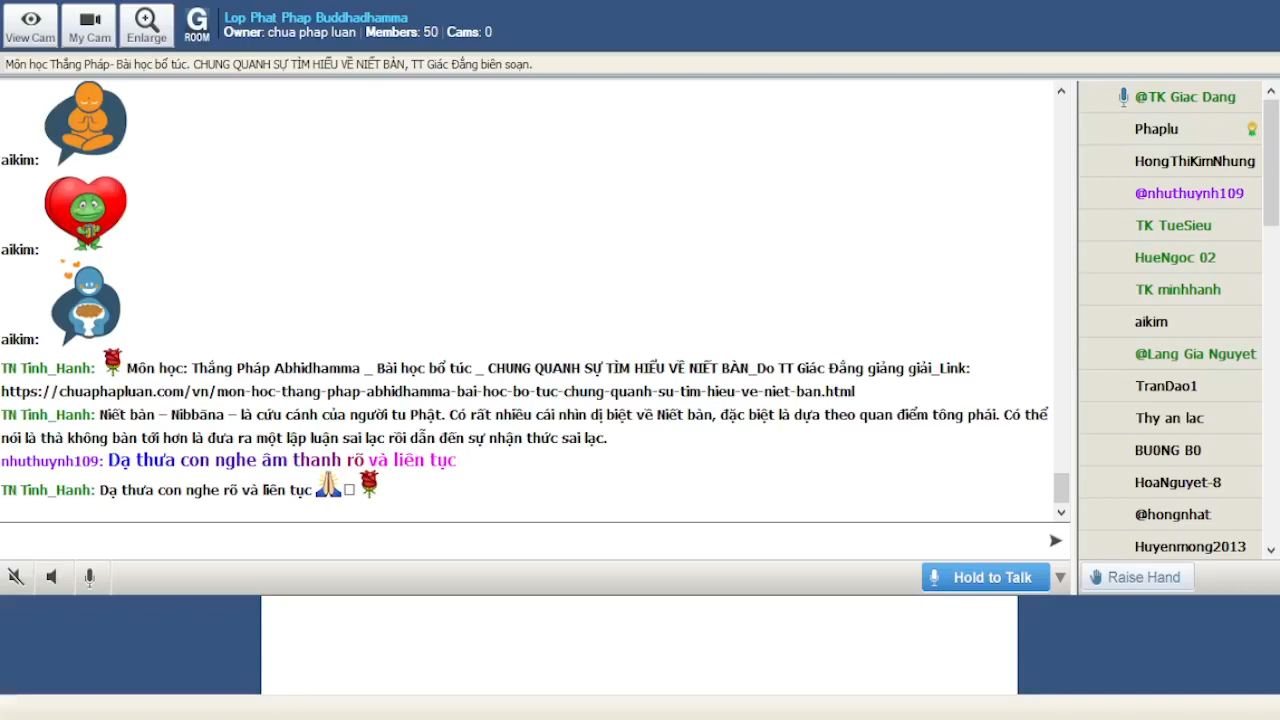 View Cam
My Cam
Enlarge
G
ROOM
Lop Phat Phap Buddhadhamma
Owner: chua phap luan | Members: 50 | Cams: 0
Môn học Thắng Pháp- Bài học bổ túc. CHUNG QUANH SỰ TÌM HIỂU VỀ NIẾT BÀN, TT Giác Đẳng biên soạn.
aikim:
aikim:
aikim:
TN Tinh_Hanh: Môn học: Thắng Pháp Abhidhamma _ Bài học bổ túc _ CHUNG QUANH SỰ TÌM HIỂU VỀ NIẾT BÀN_Do TT Giác Đẳng giảng giải_Link:
https://chuaphapluan.com/vn/mon-hoc-thang-phap-abhidhamma-bai-hoc-bo-tuc-chung-quanh-su-tim-hieu-ve-niet-ban.html
TN Tinh_Hanh: Niết bàn – Nibbāna – là cứu cánh của người tu Phật. Có rất nhiều cái nhìn dị biệt về Niết bàn, đặc biệt là dựa theo quan điểm tông phái. Có thể
nói là thà không bàn tới hơn là đưa ra một lập luận sai lạc rồi dẫn đến sự nhận thức sai lạc.
nhuthuynh109: Dạ thưa con nghe âm thanh rõ và liên tục
TN Tinh_Hanh: Dạ thưa con nghe rõ và liên tục
@TK Giac Dang
Phaplu
HongThiKimNhung
@nhuthuynh109
TK TueSieu
HueNgoc 02
TK minhhanh
aikim
@Lang Gia Nguyet
TranDao1
Thy an lac
BU0NG B0
HoaNguyet-8
@hongnhat
Huyenmong2013
Hold to Talk
Raise Hand